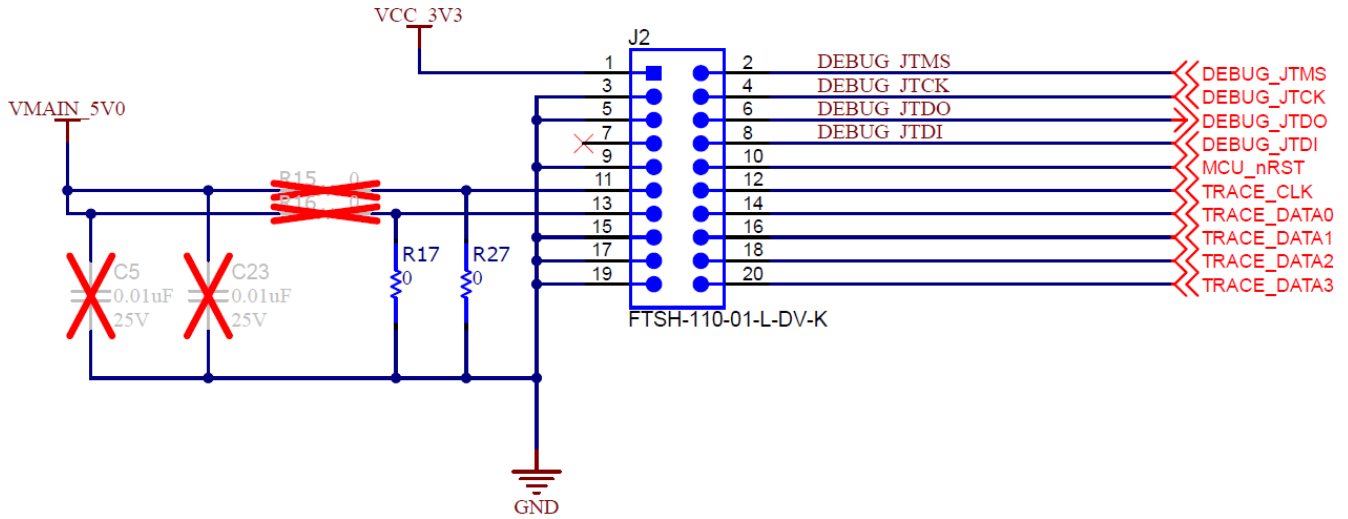 VCC_3V3
J2
1
2
DEBUG_JTMS
DEBUG_JTMS
3
4
DEBUG_JTCK
DEBUG_JTCK
VMAIN_5V0
5
6
DEBUG_JTDO
DEBUG_JTDO
7
8
DEBUG_JTDI
DEBUG_JTDI
9
10
MCU_nRST
R15 0
11
12
TRACE_CLK
R16 0
13
14
TRACE_DATA0
15
16
TRACE_DATA1
17
18
TRACE_DATA2
19
20
TRACE_DATA3
C5
0.01uF
25V
C23
0.01uF
25V
R17
0
R27
0
FTSH-110-01-L-DV-K
GND